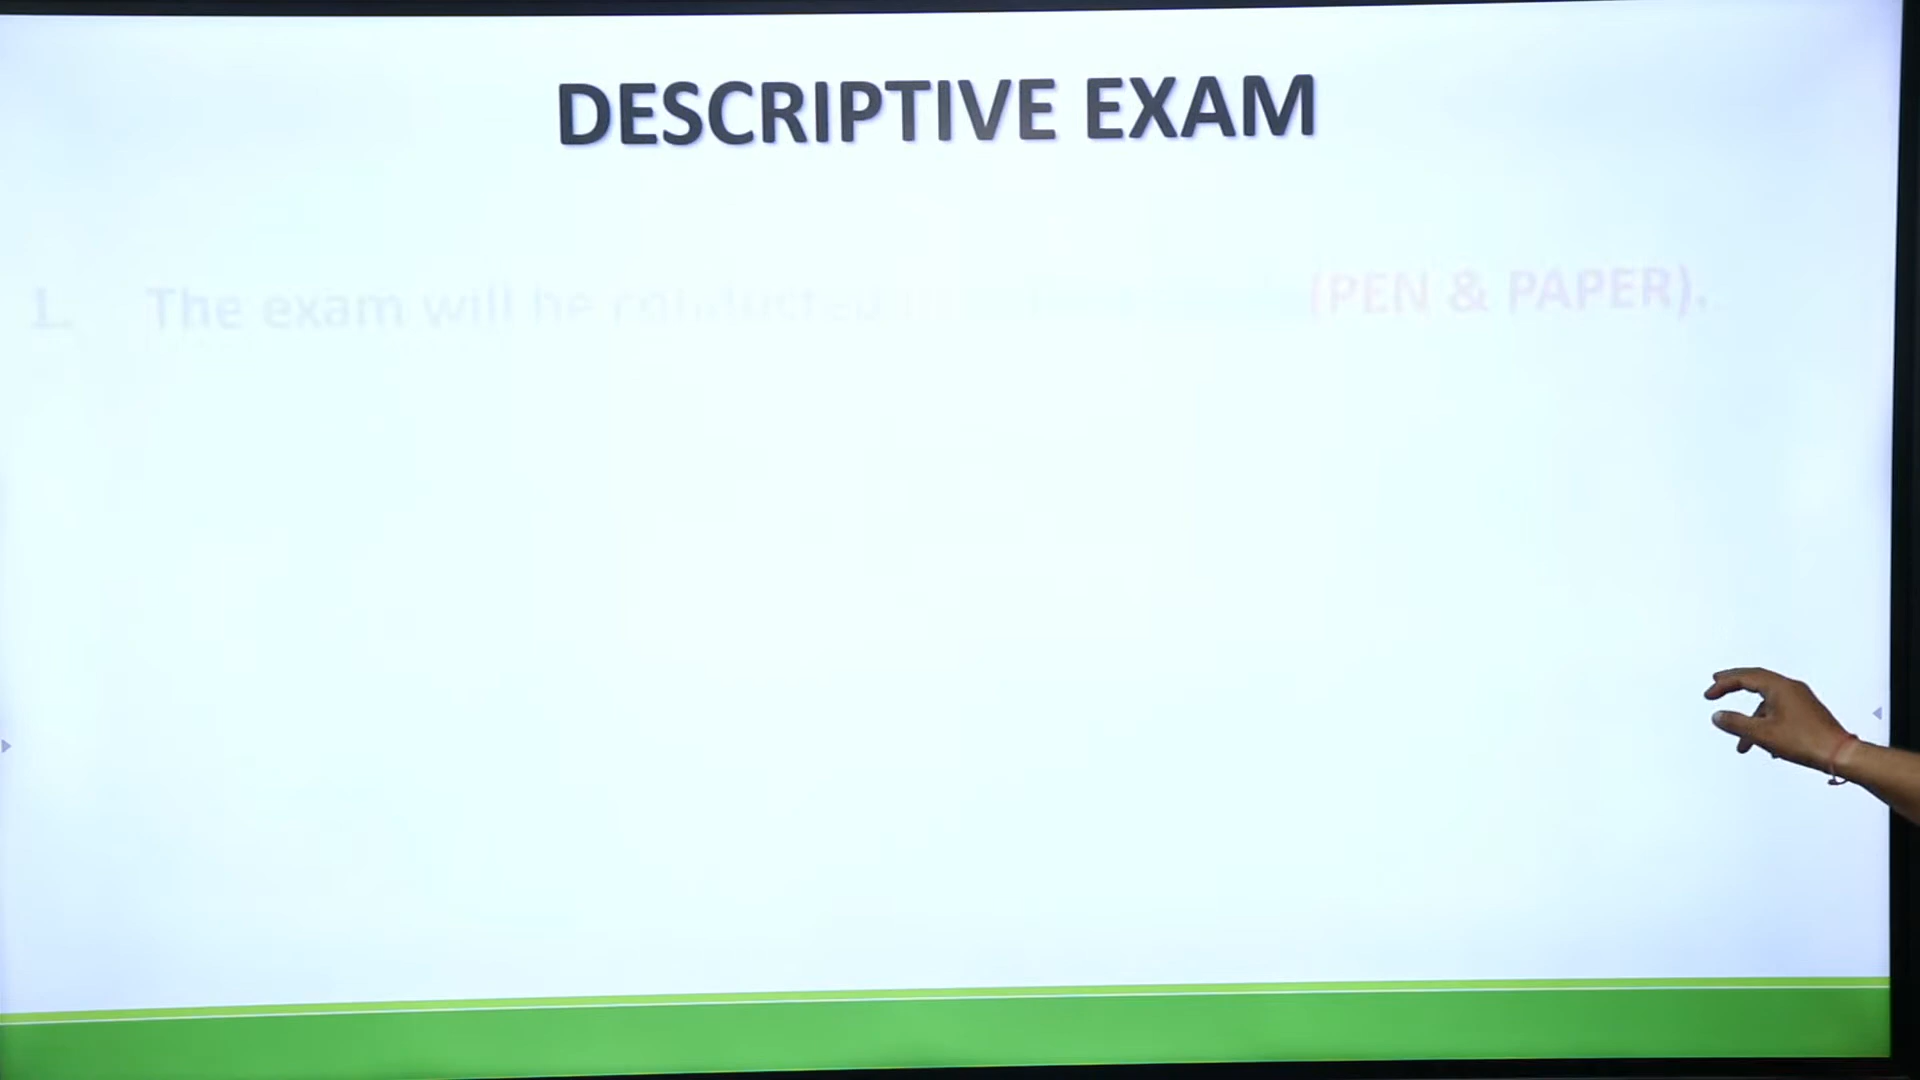 DESCRIPTIVE EXAM
1. The exam will be conducted (PEN & PAPER).